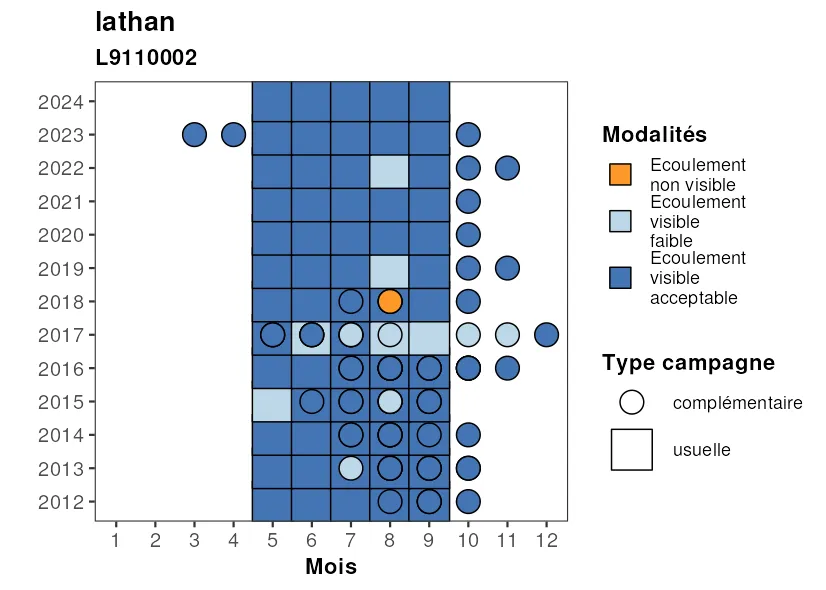 lathan
L9110002
2024
2023
2022
2021
2020
2019
2018
2017
2016
2015
2014
2013
2012
1 2 3 4 5 6 7 8 9 10 11 12
Mois
Modalités
Ecoulement
non visible
Ecoulement
visible
faible
Ecoulement
visible
acceptable
Type campagne
complémentaire
usuelle